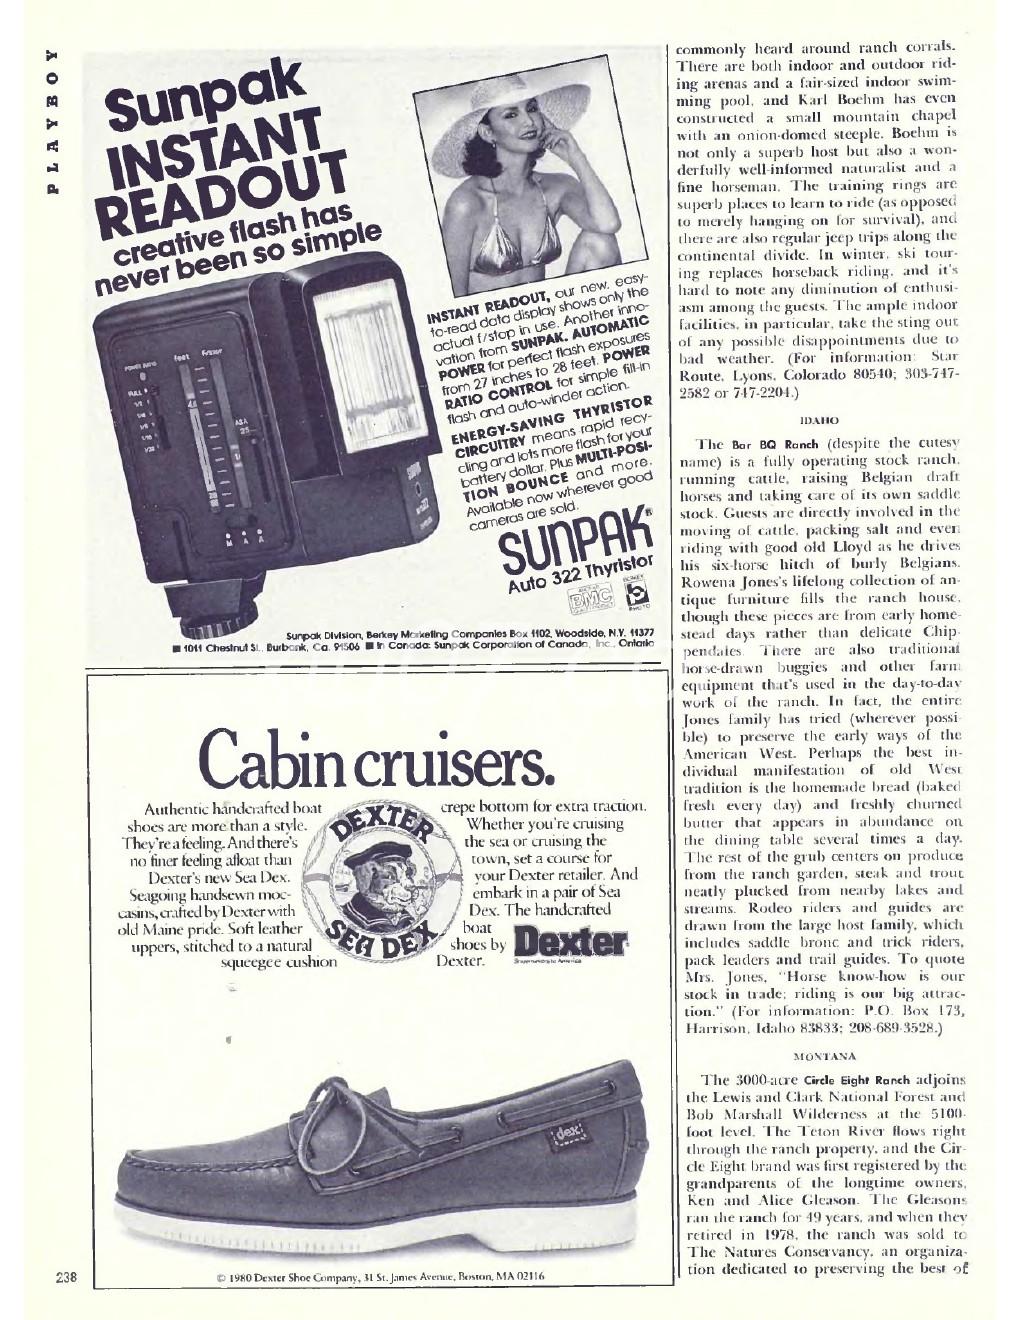 PLAYBOY
Sunpak
INSTANT
READOUT
creative flash has
never been so simple
POWER RATIO
feet
F/stop
FULL
1/2
1/4
1/8
1/16
ASA
25
M A A
INSTANT READOUT, our new, easy-
to-read data display shows only the
actual f/stop in use. Another inno-
vation from SUNPAK. AUTOMATIC
POWER for perfect flash exposures
from 27 inches to 28 feet. POWER
RATIO CONTROL for simple fill-in
flash and auto-winder action.
ENERGY-SAVING THYRISTOR
CIRCUITRY means rapid recy-
cling and lots more flash for your
battery dollar. Plus MULTI-POSI-
TION BOUNCE and more.
Available now wherever good
cameras are sold.
SUNPAK®
Auto 322 Thyristor
BMC
Sunpak Division, Berkey Marketing Companies Box 1102, Woodside, N.Y. 11377
■ 1011 Chestnut St., Burbank, Ca. 91506 ■ In Canada: Sunpak Corporation of Canada, Inc., Ontario
Cabin cruisers.
Authentic handcrafted boat
shoes are more than a style.
They're a feeling. And there's
no finer feeling afloat than
Dexter's new Sea Dex.
Seagoing handsewn moc-
casins, crafted by Dexter with
old Maine pride. Soft leather
uppers, stitched to a natural
squeegee cushion
DEXTER
SEA DEX
crepe bottom for extra traction.
Whether you're cruising
the sea or cruising the
town, set a course for
your Dexter retailer. And
embark in a pair of Sea
Dex. The handcrafted
boat
shoes by
Dexter.
Dexter
Shoemakers to America
dex
© 1980 Dexter Shoe Company, 31 St. James Avenue, Boston, MA 02116
238
commonly heard around ranch corrals.
There are both indoor and outdoor rid-
ing arenas and a fair-sized indoor swim-
ming pool, and Karl Boehm has even
constructed a small mountain chapel
with an onion-domed steeple. Boehm is
not only a superb host but also a won-
derfully well-informed naturalist and a
fine horseman. The training rings are
superb places to learn to ride (as opposed
to merely hanging on for survival), and
there are also regular jeep trips along the
continental divide. In winter, ski tour-
ing replaces horseback riding, and it's
hard to note any diminution of enthusi-
asm among the guests. The ample indoor
facilities, in particular, take the sting out
of any possible disappointments due to
bad weather. (For information: Star
Route, Lyons, Colorado 80540; 303-747-
2582 or 747-2204.)
IDAHO
The Bar BQ Ranch (despite the cutesy
name) is a fully operating stock ranch,
running cattle, raising Belgian draft
horses and taking care of its own saddle
stock. Guests are directly involved in the
moving of cattle, packing salt and even
riding with good old Lloyd as he drives
his six-horse hitch of burly Belgians.
Rowena Jones's lifelong collection of an-
tique furniture fills the ranch house,
though these pieces are from early home-
stead days rather than delicate Chip-
pendales. There are also traditional
horse-drawn buggies and other farm
equipment that's used in the day-to-day
work of the ranch. In fact, the entire
Jones family has tried (wherever possi-
ble) to preserve the early ways of the
American West. Perhaps the best in-
dividual manifestation of old West
tradition is the homemade bread (baked
fresh every day) and freshly churned
butter that appears in abundance on
the dining table several times a day.
The rest of the grub centers on produce
from the ranch garden, steak and trout
neatly plucked from nearby lakes and
streams. Rodeo riders and guides are
drawn from the large host family, which
includes saddle bronc and trick riders,
pack leaders and trail guides. To quote
Mrs. Jones, "Horse know-how is our
stock in trade; riding is our big attrac-
tion." (For information: P.O. Box 173,
Harrison, Idaho 83833; 208-689-3528.)
MONTANA
The 3000-acre Circle Eight Ranch adjoins
the Lewis and Clark National Forest and
Bob Marshall Wilderness at the 5100-
foot level. The Teton River flows right
through the ranch property, and the Cir-
cle Eight brand was first registered by the
grandparents of the longtime owners,
Ken and Alice Gleason. The Gleasons
ran the ranch for 49 years, and when they
retired in 1978, the ranch was sold to
The Natures Conservancy, an organiza-
tion dedicated to preserving the best of